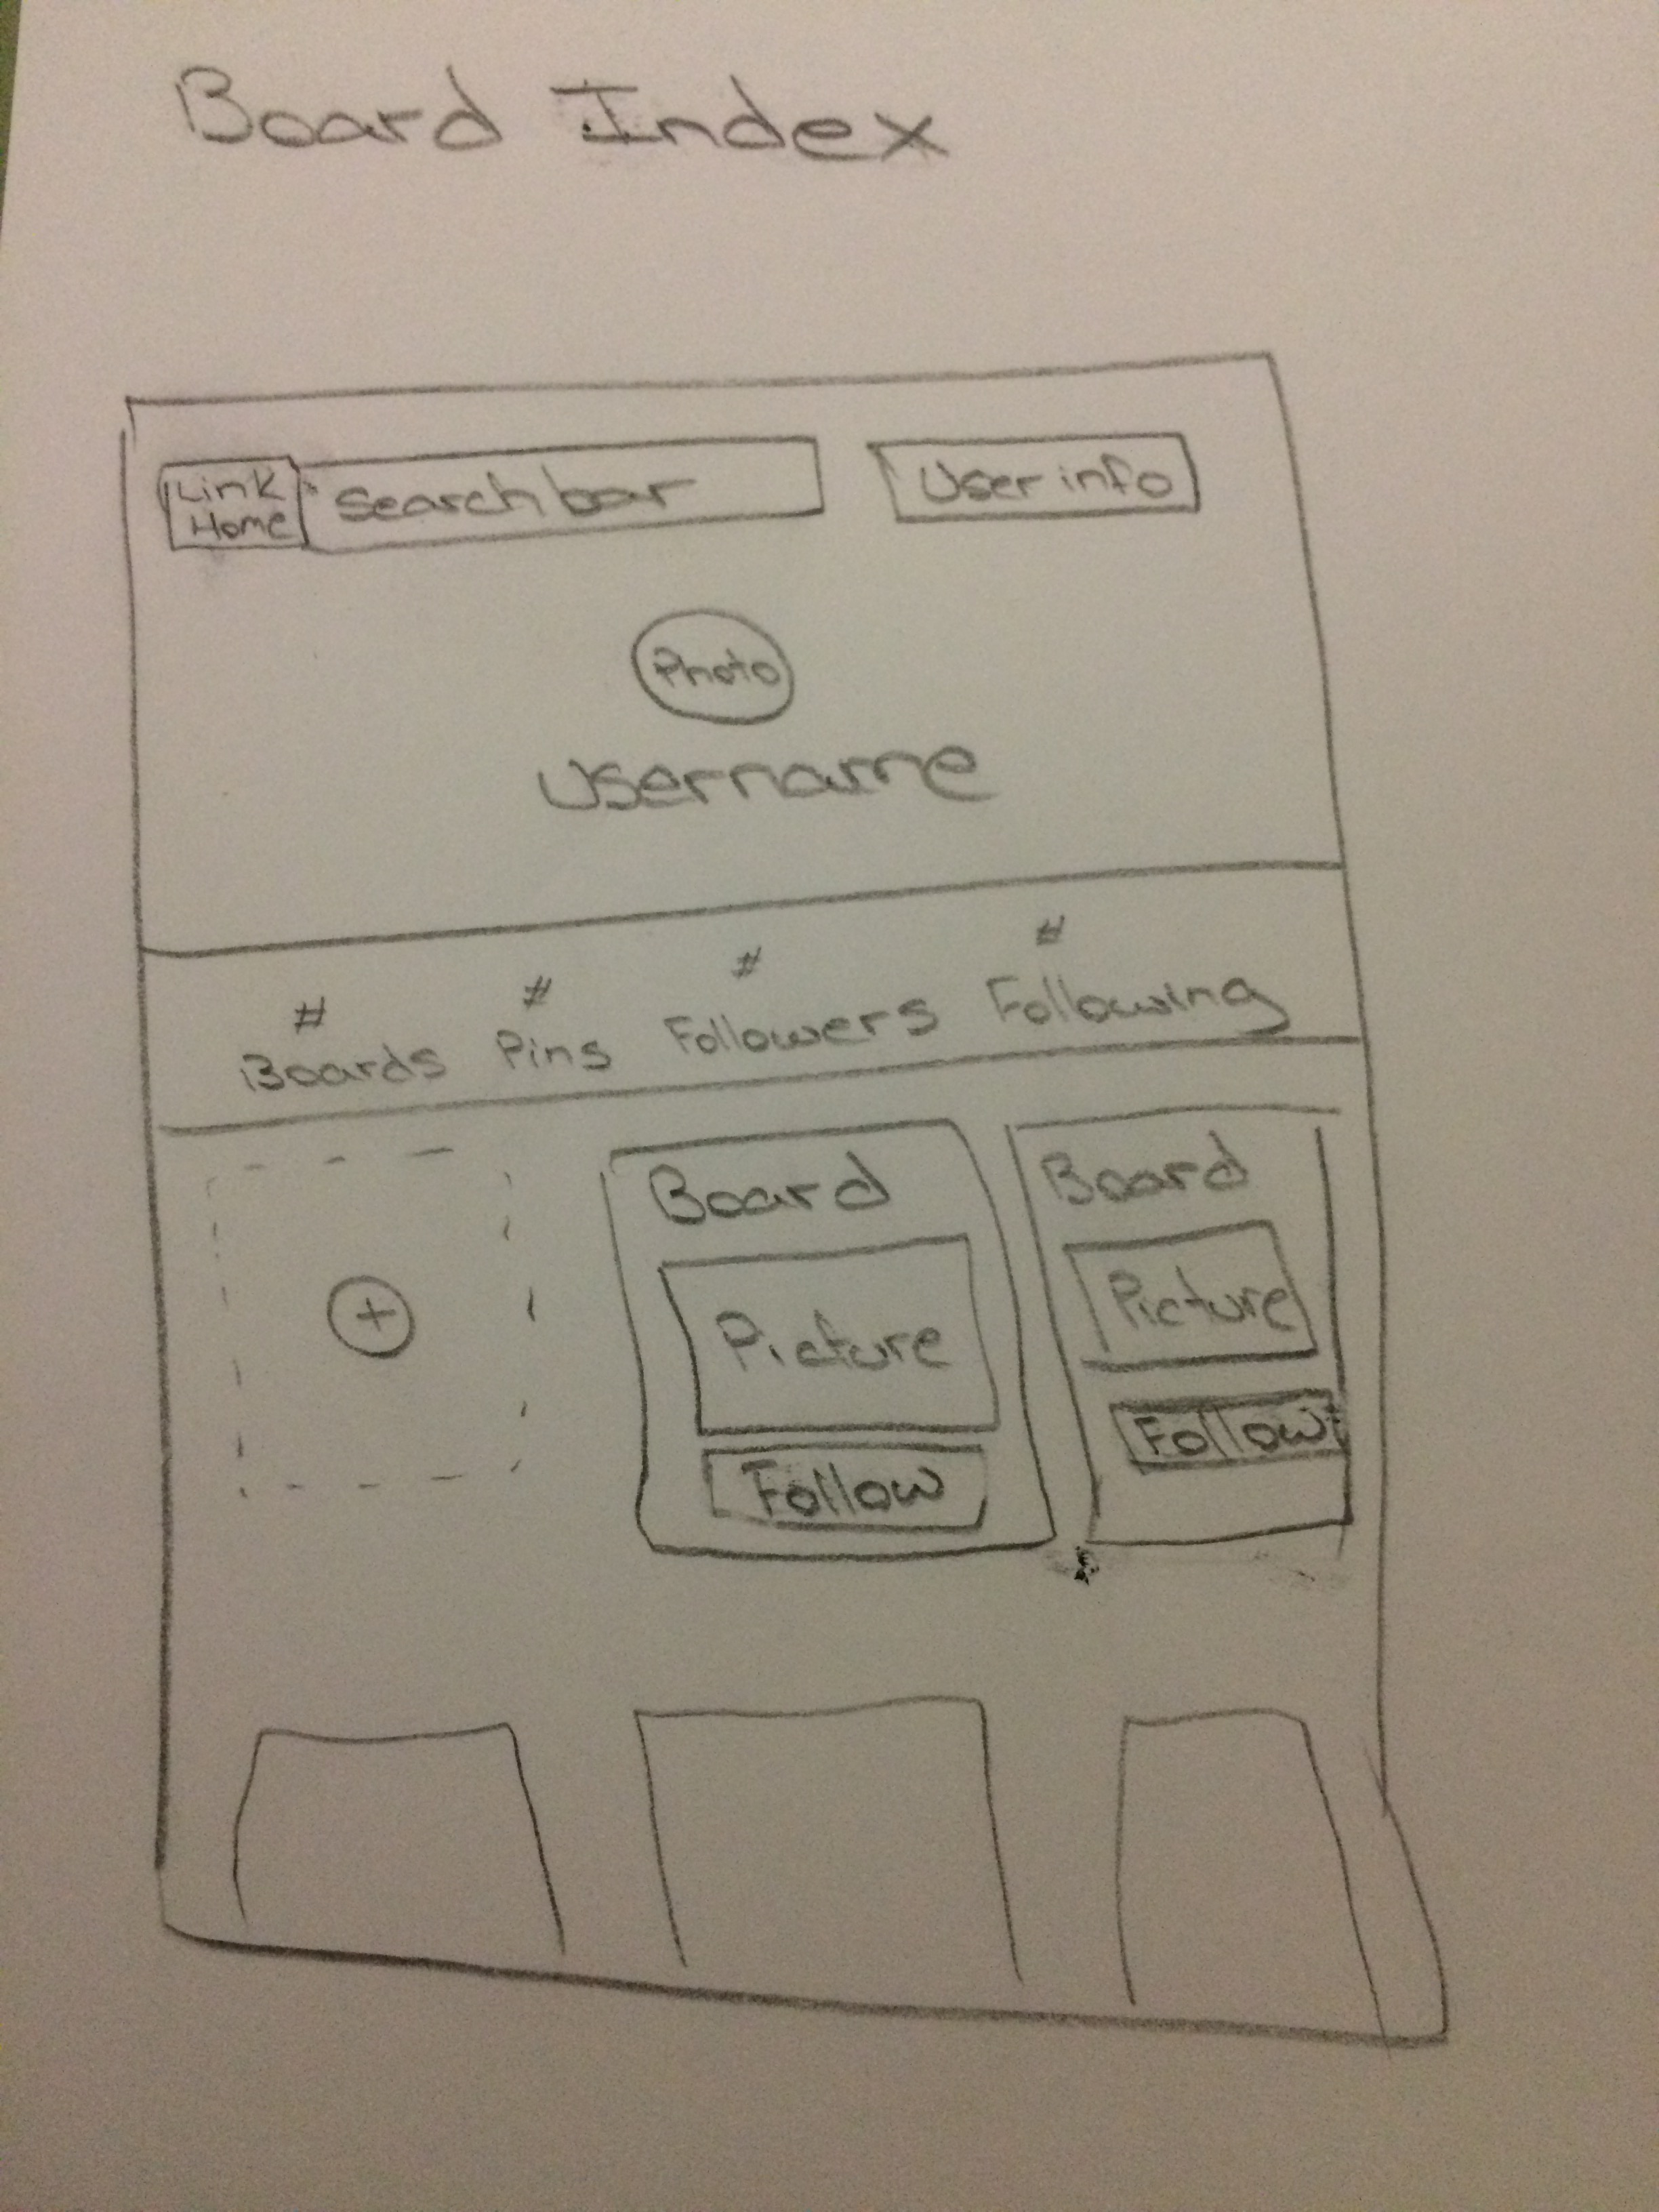 Board Index
Link
Home
Search bar
User info
Photo
Username
# # # #
Boards Pins Followers Following
Board
Picture
Follow
Board
Picture
Follow
+